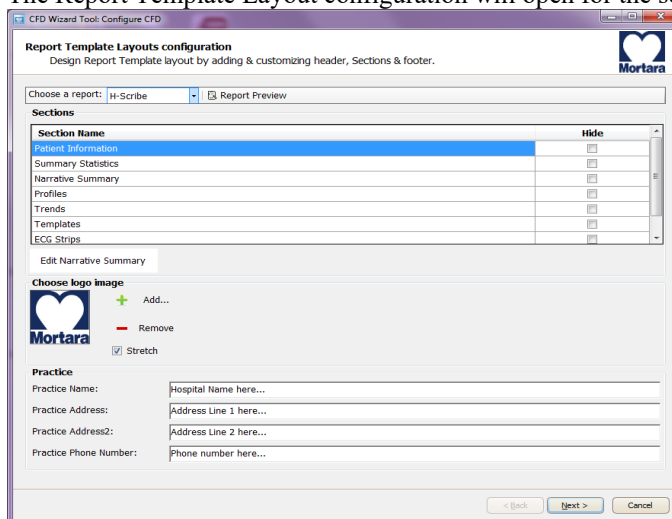 The Report Template Layout configuration will open for the se
CFD Wizard Tool: Configure CFD
Report Template Layouts configuration
Design Report Template layout by adding & customizing header, Sections & footer.
Mortara
Choose a report: H-Scribe Report Preview
Sections
Section Name Hide
Patient Information
Summary Statistics
Narrative Summary
Profiles
Trends
Templates
ECG Strips
Edit Narrative Summary
Choose logo image
Mortara
Add...
Remove
Stretch
Practice
Practice Name: Hospital Name here...
Practice Address: Address Line 1 here...
Practice Address2: Address Line 2 here...
Practice Phone Number: Phone number here...
< Back Next > Cancel